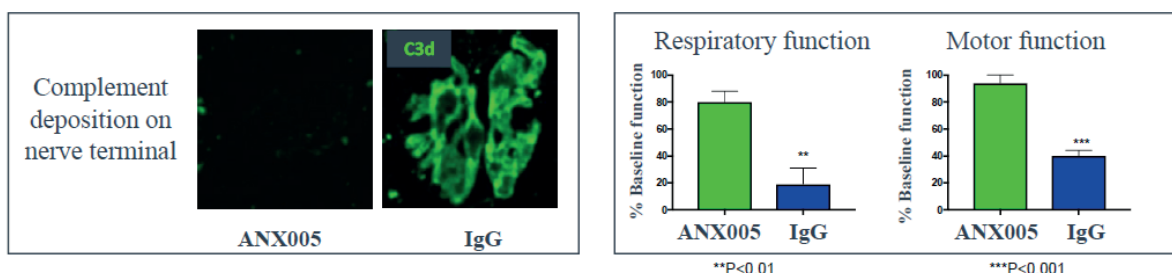 Complement
deposition on
nerve terminal
C3d
ANX005
IgG
Respiratory function
% Baseline function
100
80
60
40
20
0
**
ANX005
IgG
**P<0.01
Motor function
% Baseline function
100
80
60
40
20
0
***
ANX005
IgG
***P<0.001